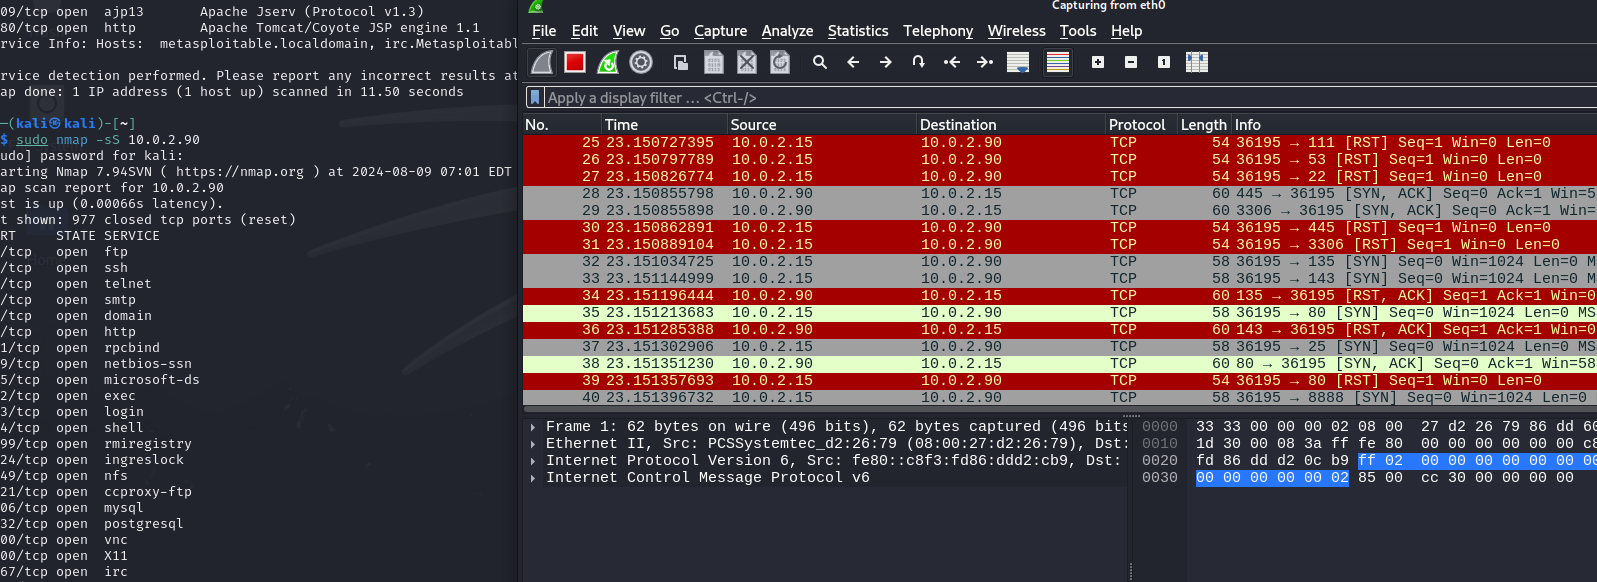 09/tcp open  ajp13       Apache Jserv (Protocol v1.3)
80/tcp open  http        Apache Tomcat/Coyote JSP engine 1.1
rvice Info: Hosts:  metasploitable.localdomain, irc.Metasploitabl
rvice detection performed. Please report any incorrect results at
ap done: 1 IP address (1 host up) scanned in 11.50 seconds
─(kali㉿kali)-[~]
$ sudo nmap -sS 10.0.2.90
udo] password for kali:
arting Nmap 7.94SVN ( https://nmap.org ) at 2024-08-09 07:01 EDT
ap scan report for 10.0.2.90
st is up (0.00066s latency).
t shown: 977 closed tcp ports (reset)
RT     STATE SERVICE
/tcp   open  ftp
/tcp   open  ssh
/tcp   open  telnet
/tcp   open  smtp
/tcp   open  domain
/tcp   open  http
1/tcp  open  rpcbind
9/tcp  open  netbios-ssn
5/tcp  open  microsoft-ds
2/tcp  open  exec
3/tcp  open  login
4/tcp  open  shell
99/tcp open  rmiregistry
24/tcp open  ingreslock
49/tcp open  nfs
21/tcp open  ccproxy-ftp
06/tcp open  mysql
32/tcp open  postgresql
00/tcp open  vnc
00/tcp open  X11
67/tcp open  irc
Capturing from eth0
File Edit View Go Capture Analyze Statistics Telephony Wireless Tools Help
Apply a display filter … <Ctrl-/>
No. Time Source Destination Protocol Length Info
25 23.150727395 10.0.2.15 10.0.2.90 TCP 54 36195 → 111 [RST] Seq=1 Win=0 Len=0
26 23.150797789 10.0.2.15 10.0.2.90 TCP 54 36195 → 53 [RST] Seq=1 Win=0 Len=0
27 23.150826774 10.0.2.15 10.0.2.90 TCP 54 36195 → 22 [RST] Seq=1 Win=0 Len=0
28 23.150855798 10.0.2.90 10.0.2.15 TCP 60 445 → 36195 [SYN, ACK] Seq=0 Ack=1 Win=5
29 23.150855898 10.0.2.90 10.0.2.15 TCP 60 3306 → 36195 [SYN, ACK] Seq=0 Ack=1 Win=
30 23.150862891 10.0.2.15 10.0.2.90 TCP 54 36195 → 445 [RST] Seq=1 Win=0 Len=0
31 23.150889104 10.0.2.15 10.0.2.90 TCP 54 36195 → 3306 [RST] Seq=1 Win=0 Len=0
32 23.151034725 10.0.2.15 10.0.2.90 TCP 58 36195 → 135 [SYN] Seq=0 Win=1024 Len=0 M
33 23.151144999 10.0.2.15 10.0.2.90 TCP 58 36195 → 143 [SYN] Seq=0 Win=1024 Len=0 M
34 23.151196444 10.0.2.90 10.0.2.15 TCP 60 135 → 36195 [RST, ACK] Seq=1 Ack=1 Win=0
35 23.151213683 10.0.2.15 10.0.2.90 TCP 58 36195 → 80 [SYN] Seq=0 Win=1024 Len=0 MS
36 23.151285388 10.0.2.90 10.0.2.15 TCP 60 143 → 36195 [RST, ACK] Seq=1 Ack=1 Win=0
37 23.151302906 10.0.2.15 10.0.2.90 TCP 58 36195 → 25 [SYN] Seq=0 Win=1024 Len=0 MS
38 23.151351230 10.0.2.90 10.0.2.15 TCP 60 80 → 36195 [SYN, ACK] Seq=0 Ack=1 Win=58
39 23.151357693 10.0.2.15 10.0.2.90 TCP 54 36195 → 80 [RST] Seq=1 Win=0 Len=0
40 23.151396732 10.0.2.15 10.0.2.90 TCP 58 36195 → 8888 [SYN] Seq=0 Win=1024 Len=0
Frame 1: 62 bytes on wire (496 bits), 62 bytes captured (496 bits
Ethernet II, Src: PCSSystemtec_d2:26:79 (08:00:27:d2:26:79), Dst:
Internet Protocol Version 6, Src: fe80::c8f3:fd86:ddd2:cb9, Dst:
Internet Control Message Protocol v6
0000 33 33 00 00 00 02 08 00 27 d2 26 79 86 dd 60
0010 1d 30 00 08 3a ff fe 80 00 00 00 00 00 00 c8
0020 fd 86 dd d2 0c b9 ff 02 00 00 00 00 00 00 00
0030 00 00 00 00 00 02 85 00 cc 30 00 00 00 00